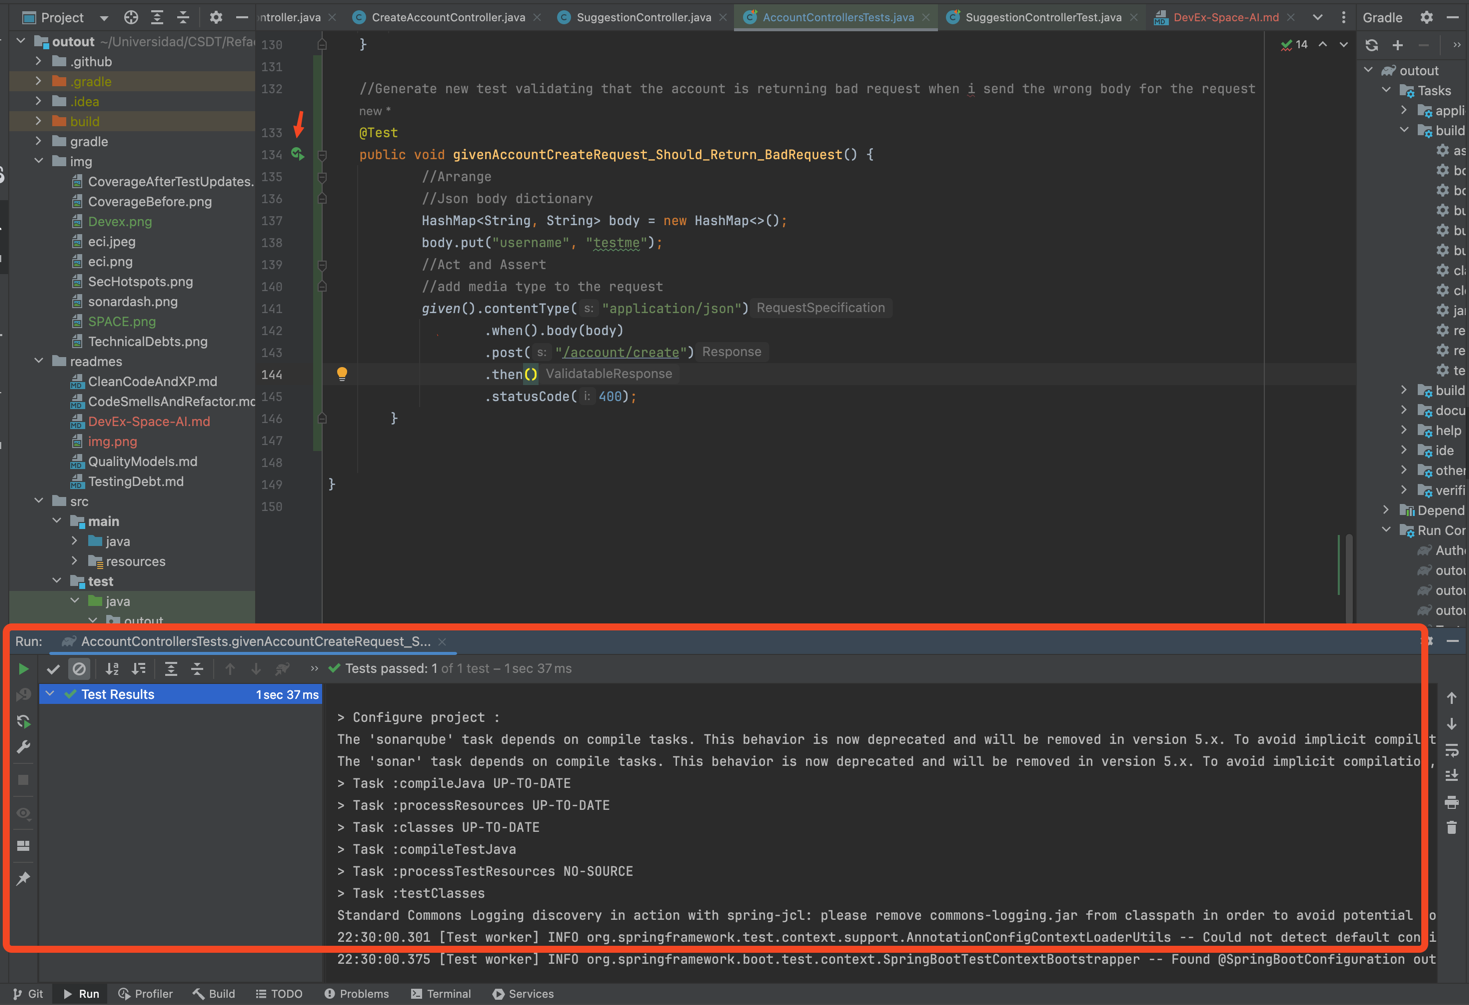 Project
ntroller.java
CreateAccountController.java
SuggestionController.java
AccountControllersTests.java
SuggestionControllerTest.java
DevEx-Space-AI.md
Gradle
outout ~/Universidad/CSDT/Refa
.github
.gradle
.idea
build
gradle
img
CoverageAfterTestUpdates.
CoverageBefore.png
Devex.png
eci.jpeg
eci.png
SecHotspots.png
sonardash.png
SPACE.png
TechnicalDebts.png
readmes
CleanCodeAndXP.md
CodeSmellsAndRefactor.md
DevEx-Space-AI.md
img.png
QualityModels.md
TestingDebt.md
src
main
java
resources
test
java
outout
14
130 }
131
132 //Generate new test validating that the account is returning bad request when i send the wrong body for the request
new *
133 @Test
134 public void givenAccountCreateRequest_Should_Return_BadRequest() {
135 //Arrange
136 //Json body dictionary
137 HashMap<String, String> body = new HashMap<>();
138 body.put("username", "testme");
139 //Act and Assert
140 //add media type to the request
141 given().contentType( s: "application/json") RequestSpecification
142 .when().body(body)
143 .post( s: "/account/create") Response
144 .then() ValidatableResponse
145 .statusCode( i: 400);
146 }
147
148
149 }
150
outout
Tasks
appli
build
as
bo
bo
bu
bu
bu
cl
cl
ja
re
re
te
build
docu
help
ide
other
verifi
Depend
Run Cor
Autho
outou
outou
outou
Run: AccountControllersTests.givenAccountCreateRequest_S...
Tests passed: 1 of 1 test – 1 sec 37 ms
Test Results 1 sec 37 ms
> Configure project :
The 'sonarqube' task depends on compile tasks. This behavior is now deprecated and will be removed in version 5.x. To avoid implicit compilat
The 'sonar' task depends on compile tasks. This behavior is now deprecated and will be removed in version 5.x. To avoid implicit compilatio,
> Task :compileJava UP-TO-DATE
> Task :processResources UP-TO-DATE
> Task :classes UP-TO-DATE
> Task :compileTestJava
> Task :processTestResources NO-SOURCE
> Task :testClasses
Standard Commons Logging discovery in action with spring-jcl: please remove commons-logging.jar from classpath in order to avoid potential
22:30:00.301 [Test worker] INFO org.springframework.test.context.support.AnnotationConfigContextLoaderUtils -- Could not detect default
22:30:00.375 [Test worker] INFO org.springframework.boot.test.context.SpringBootTestContextBootstrapper -- Found @SpringBootConfiguration out
Git
Run
Profiler
Build
TODO
Problems
Terminal
Services